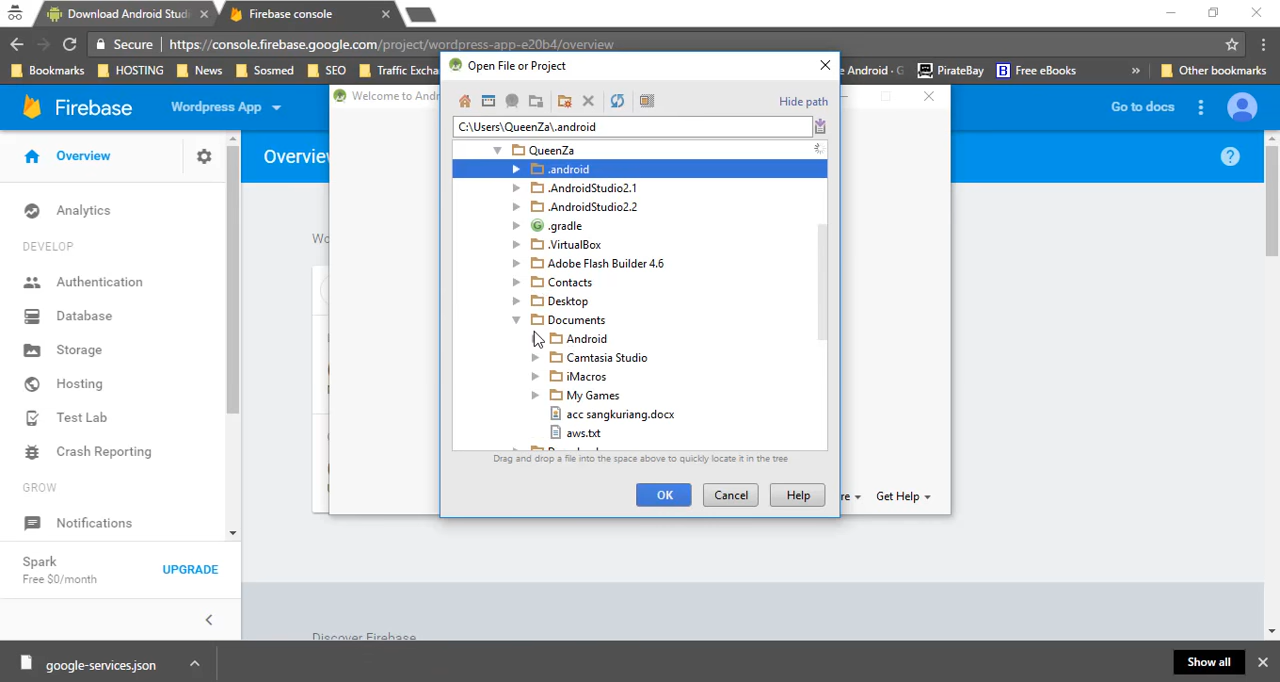 Download Android Stud
Firebase console
Secure
https://console.firebase.google.com/project/wordpress-app-e20b4/overview
Bookmarks
HOSTING
News
Sosmed
SEO
Traffic Excha
e Android - G
PirateBay
Free eBooks
»
Other bookmarks
Firebase
Wordpress App
Go to docs
Overview
Analytics
DEVELOP
Authentication
Database
Storage
Hosting
Test Lab
Crash Reporting
GROW
Notifications
Spark
Free $0/month
UPGRADE
Overvie
Wo
Welcome to Andr
Open File or Project
Hide path
C:\Users\QueenZa\.android
QueenZa
.android
.AndroidStudio2.1
.AndroidStudio2.2
.gradle
.VirtualBox
Adobe Flash Builder 4.6
Contacts
Desktop
Documents
Android
Camtasia Studio
iMacros
My Games
acc sangkuriang.docx
aws.txt
Drag and drop a file into the space above to quickly locate it in the tree
OK
Cancel
Help
re
Get Help
Discover Firebase
google-services.json
Show all